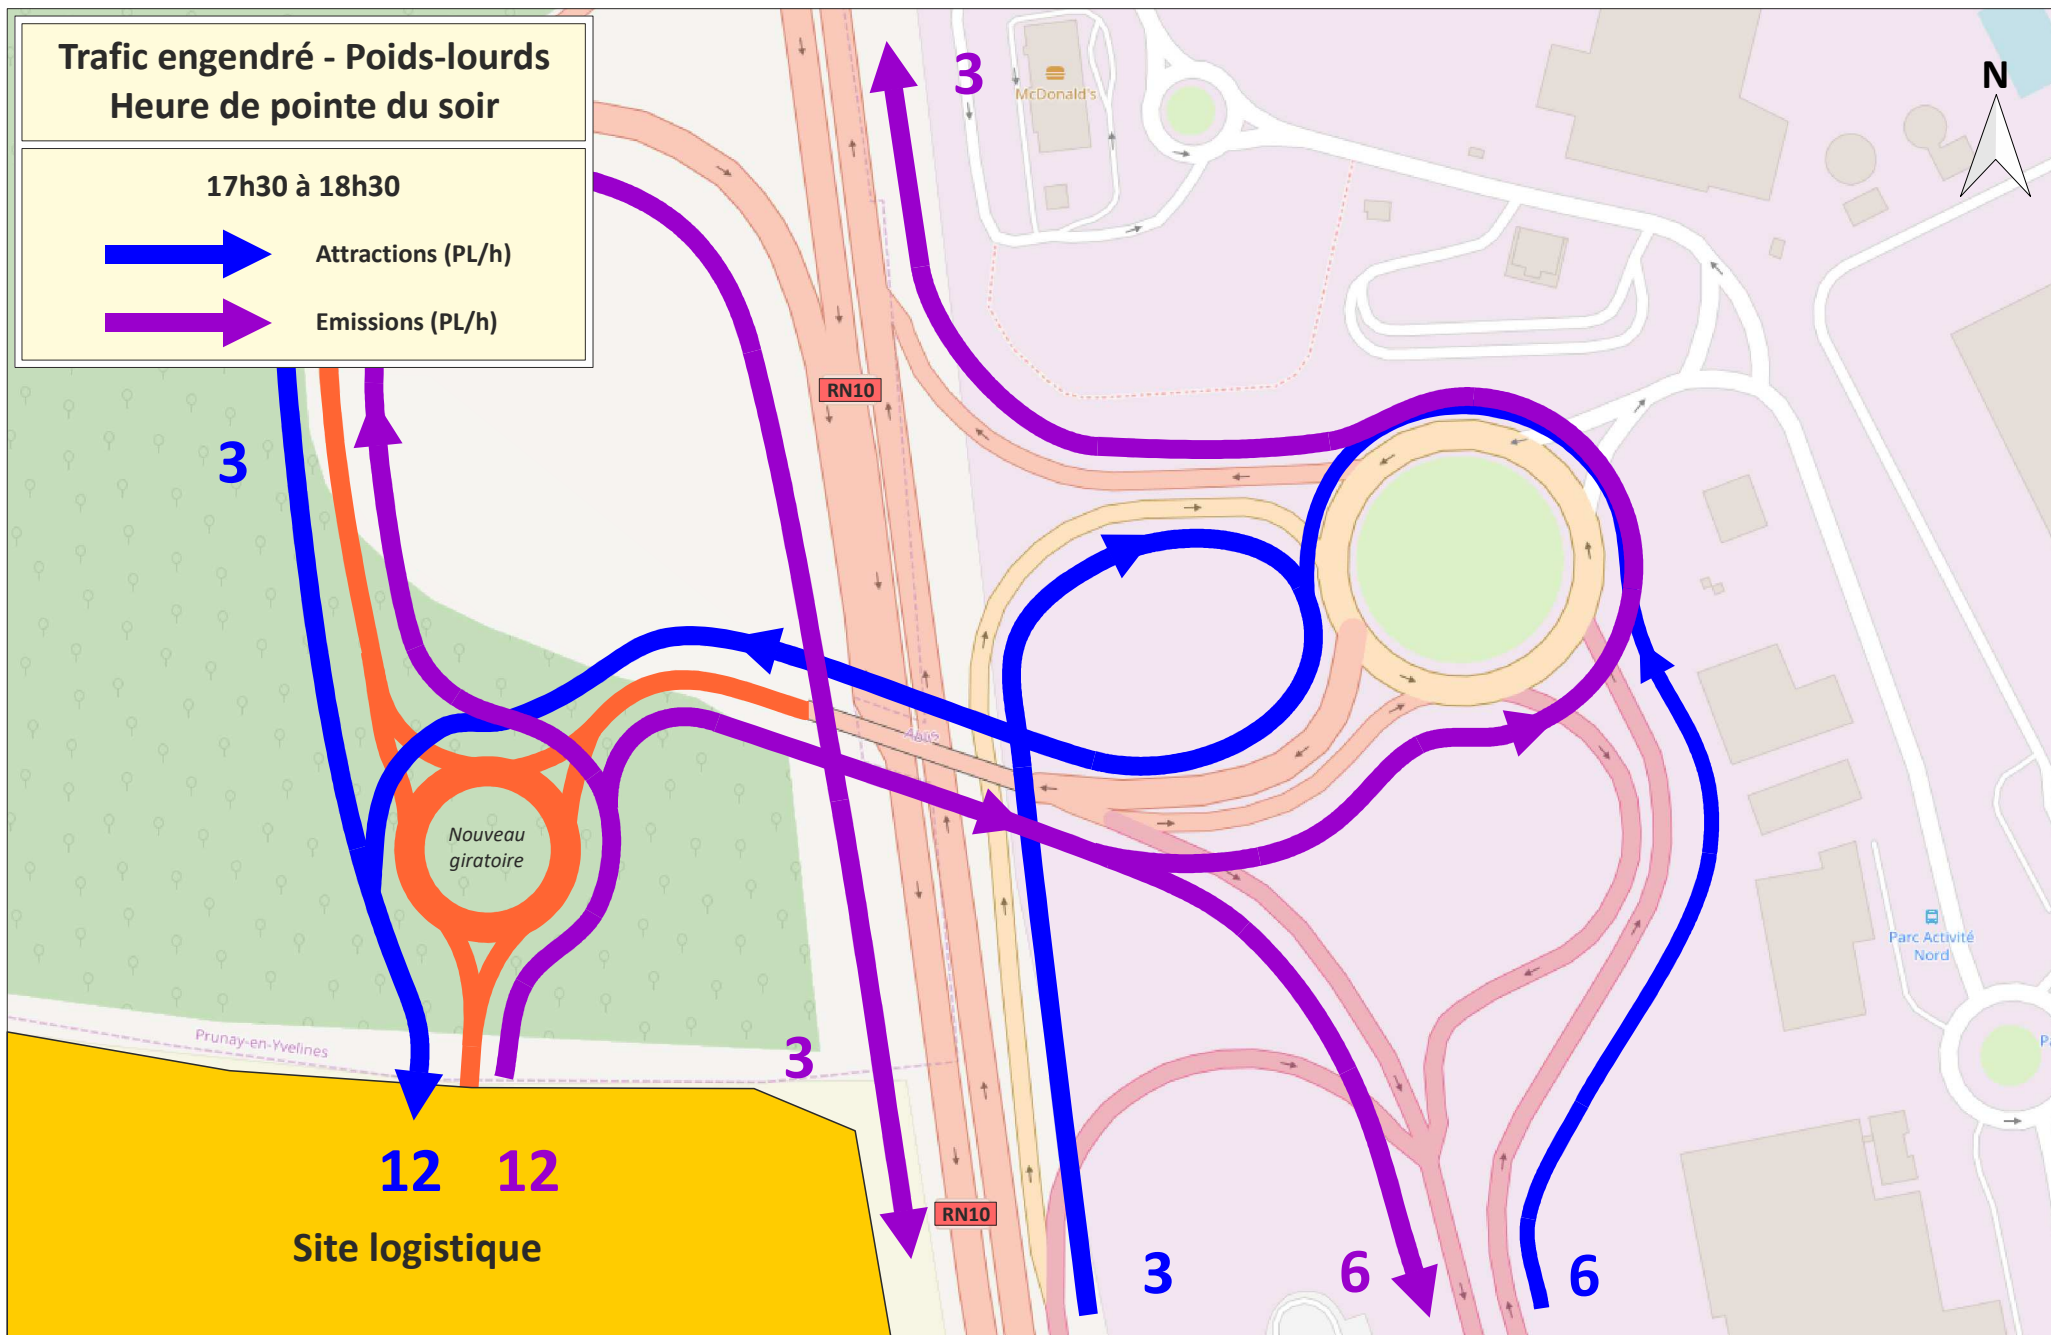 Trafic engendré - Poids-lourds
Heure de pointe du soir
17h30 à 18h30
Attractions (PL/h)
Emissions (PL/h)
3
McDonald's
N
RN10
3
Nouveau
giratoire
Parc Activité
Nord
Prunay-en-Yvelines
3
12 12
Site logistique
RN10
3
6
6